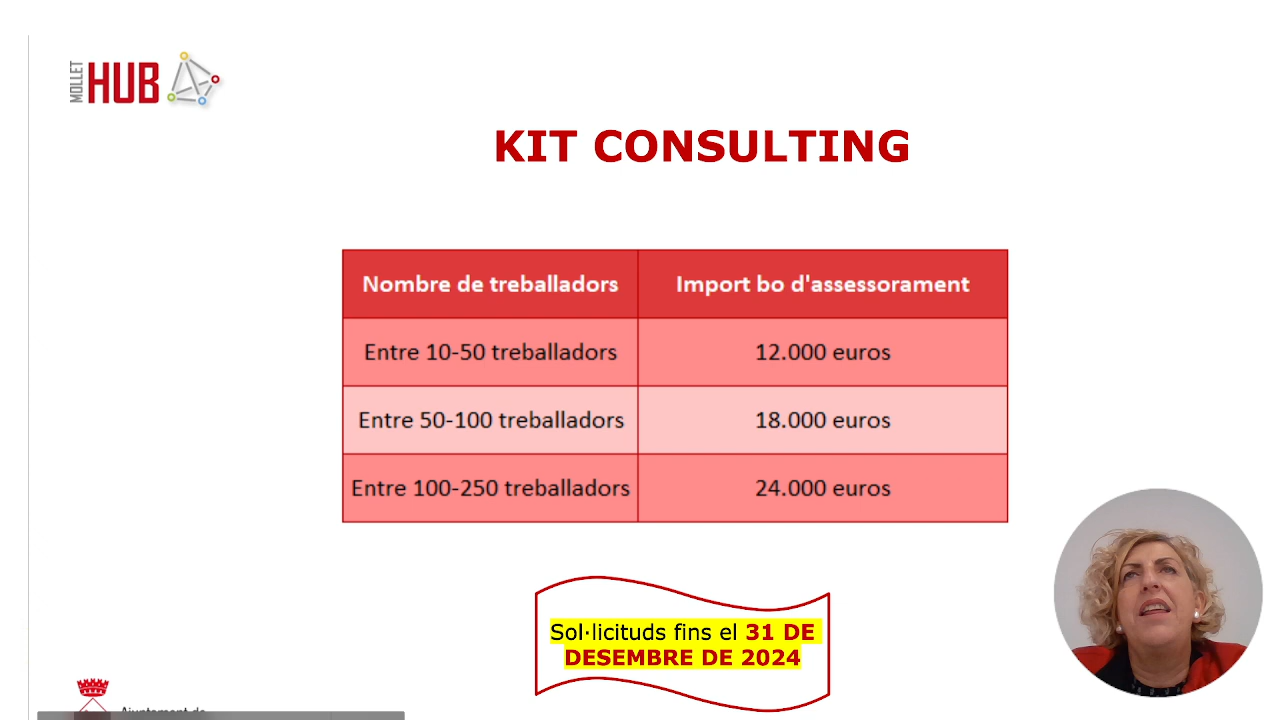 MOLLET
HUB
KIT CONSULTING
Nombre de treballadors
Import bo d'assessorament
Entre 10-50 treballadors
12.000 euros
Entre 50-100 treballadors
18.000 euros
Entre 100-250 treballadors
24.000 euros
Sol·licituds fins el 31 DE
DESEMBRE DE 2024
Ajuntament de